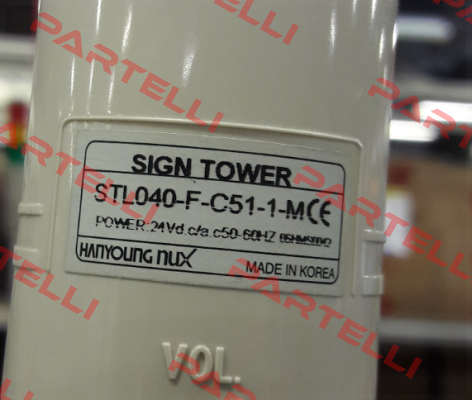 PARTELLI
PARTELLI
PARTELLI
SIGN TOWER
STL040-F-C51-1-M CE
POWER:24Vd.c/a.c50-60HZ
HANYOUNG nux MADE IN KOREA
VOL.
PARTELLI
PARTELLI
PARTELLI